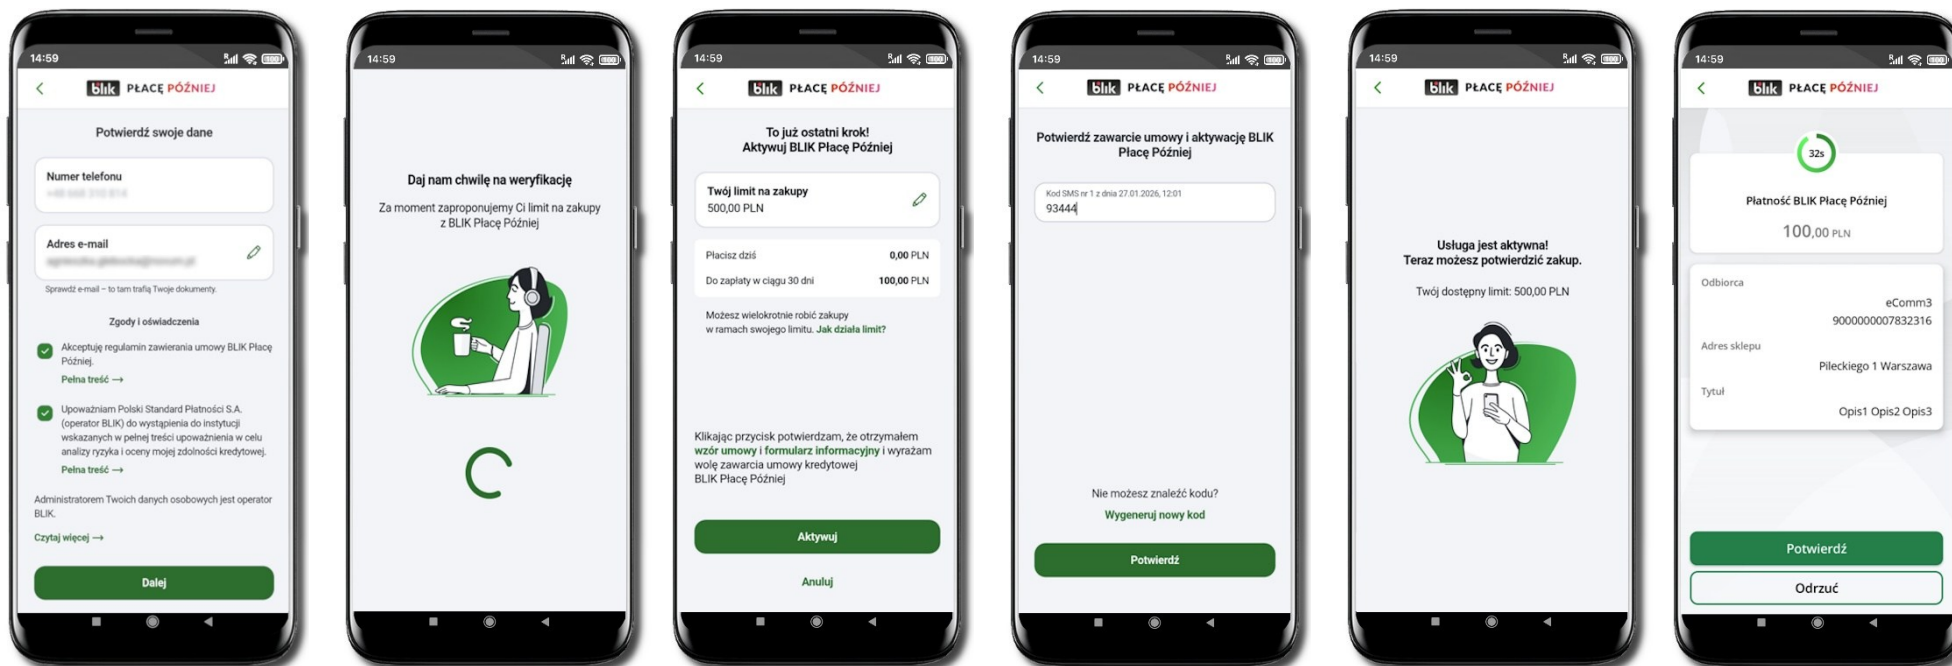 14:59
blik PŁACĘ PÓŹNIEJ
Potwierdź swoje dane
Numer telefonu
Adres e-mail
Sprawdź e-mail – to tam trafią Twoje dokumenty.
Zgody i oświadczenia
Akceptuję regulamin zawierania umowy BLIK Płacę
Później.
Pełna treść →
Upoważniam Polski Standard Płatności S.A.
(operator BLIK) do wystąpienia do instytucji
wskazanych w pełnej treści upoważnienia w celu
analizy ryzyka i oceny mojej zdolności kredytowej.
Pełna treść →
Administratorem Twoich danych osobowych jest operator
BLIK.
Czytaj więcej →
Dalej
14:59
Daj nam chwilę na weryfikację
Za moment zaproponujemy Ci limit na zakupy
z BLIK Płacę Później
14:59
blik PŁACĘ PÓŹNIEJ
To już ostatni krok!
Aktywuj BLIK Płacę Później
Twój limit na zakupy
500,00 PLN
Płacisz dziś 0,00 PLN
Do zapłaty w ciągu 30 dni 100,00 PLN
Możesz wielokrotnie robić zakupy
w ramach swojego limitu. Jak działa limit?
Klikając przycisk potwierdzam, że otrzymałem
wzór umowy i formularz informacyjny i wyrażam
wolę zawarcia umowy kredytowej
BLIK Płacę Później
Aktywuj
Anuluj
14:59
blik PŁACĘ PÓŹNIEJ
Potwierdź zawarcie umowy i aktywację BLIK
Płacę Później
Kod SMS nr 1 z dnia 27.01.2026, 12:01
93444
Nie możesz znaleźć kodu?
Wygeneruj nowy kod
Potwierdź
14:59
blik PŁACĘ PÓŹNIEJ
Usługa jest aktywna!
Teraz możesz potwierdzić zakup.
Twój dostępny limit: 500,00 PLN
14:59
blik PŁACĘ PÓŹNIEJ
32s
Płatność BLIK Płacę Później
100,00 PLN
Odbiorca
eComm3
9000000007832316
Adres sklepu
Pileckiego 1 Warszawa
Tytuł
Opis1 Opis2 Opis3
Potwierdź
Odrzuć